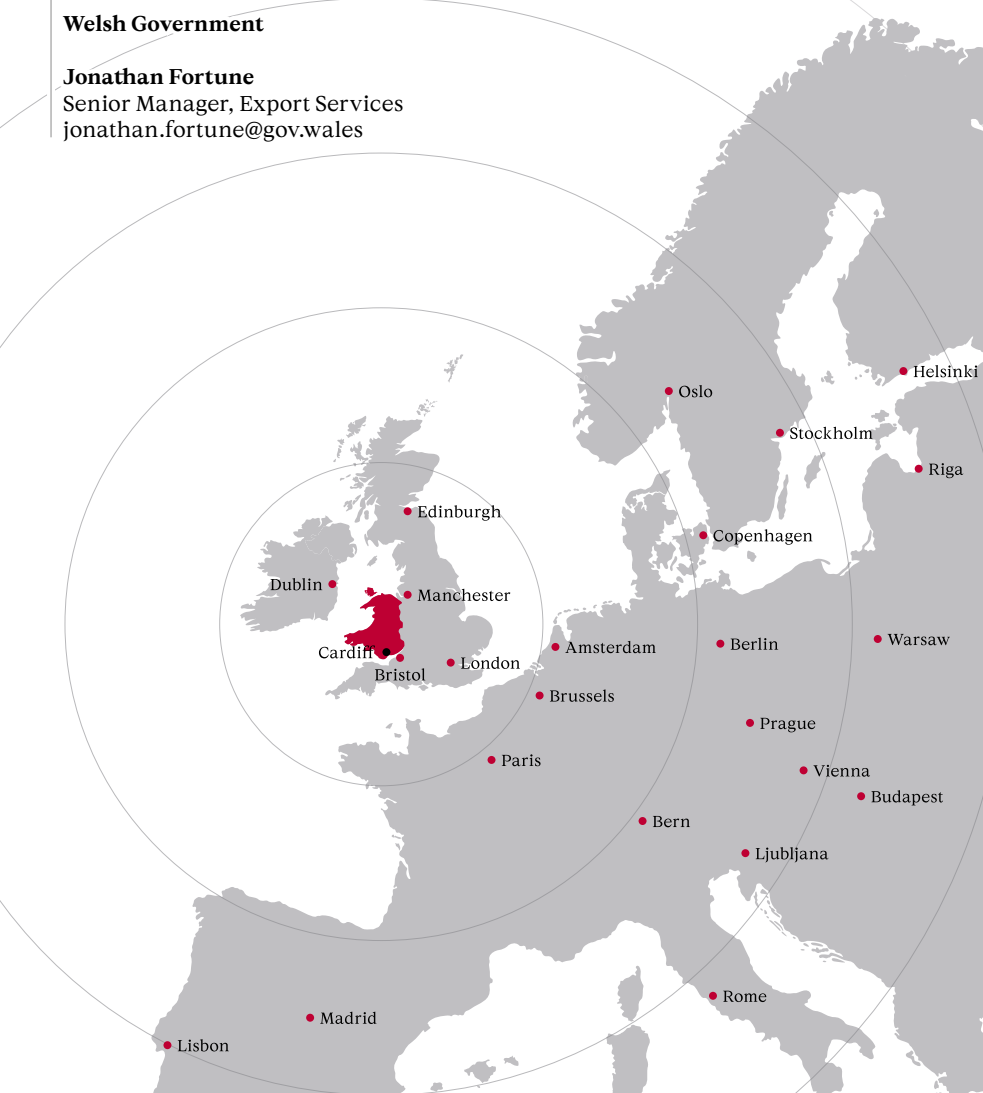 Welsh Government
Jonathan Fortune
Senior Manager, Export Services
jonathan.fortune@gov.wales
Helsinki
Oslo
Stockholm
Riga
Edinburgh
Copenhagen
Dublin
Manchester
Warsaw
Berlin
Amsterdam
Cardiff
London
Bristol
Brussels
Prague
Paris
Vienna
Budapest
Bern
Ljubljana
Rome
Madrid
Lisbon